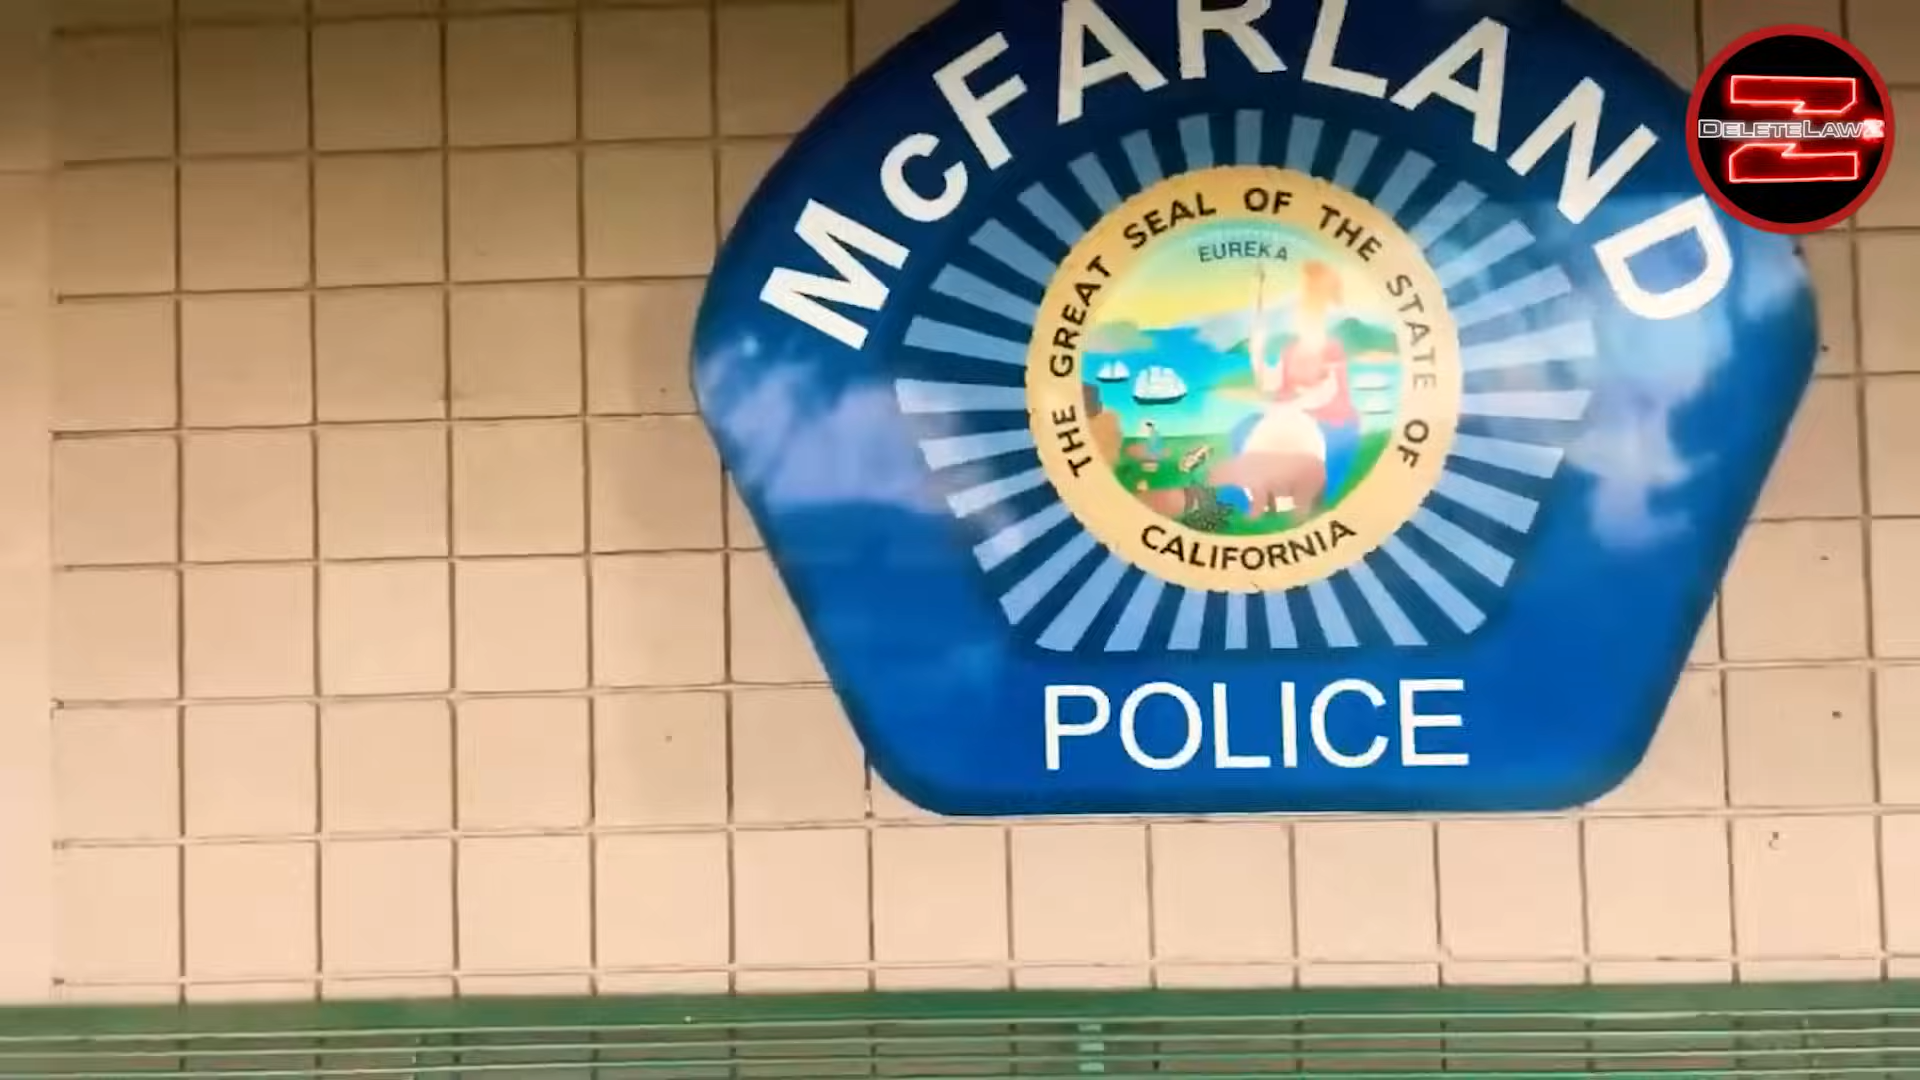 McFARLAND
THE GREAT SEAL OF THE STATE OF
EUREKA
CALIFORNIA
POLICE
DELETELAWZ